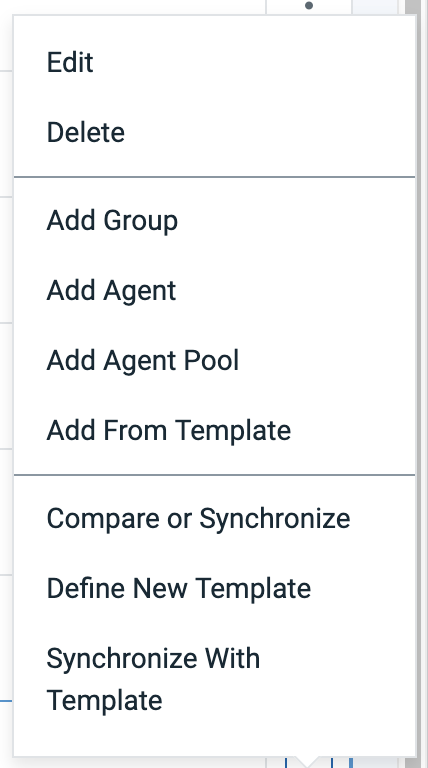 Edit
Delete
Add Group
Add Agent
Add Agent Pool
Add From Template
Compare or Synchronize
Define New Template
Synchronize With
Template